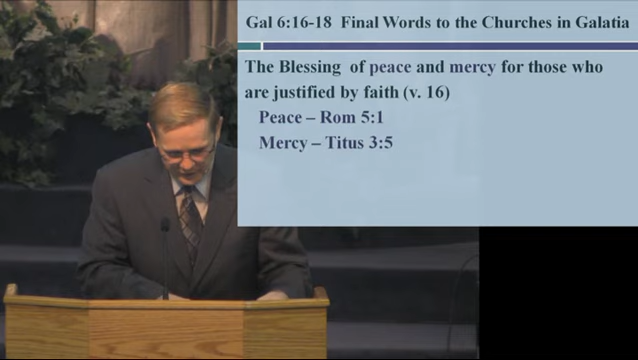 Gal 6:16-18 Final Words to the Churches in Galatia
The Blessing of peace and mercy for those who
are justified by faith (v. 16)
Peace – Rom 5:1
Mercy – Titus 3:5